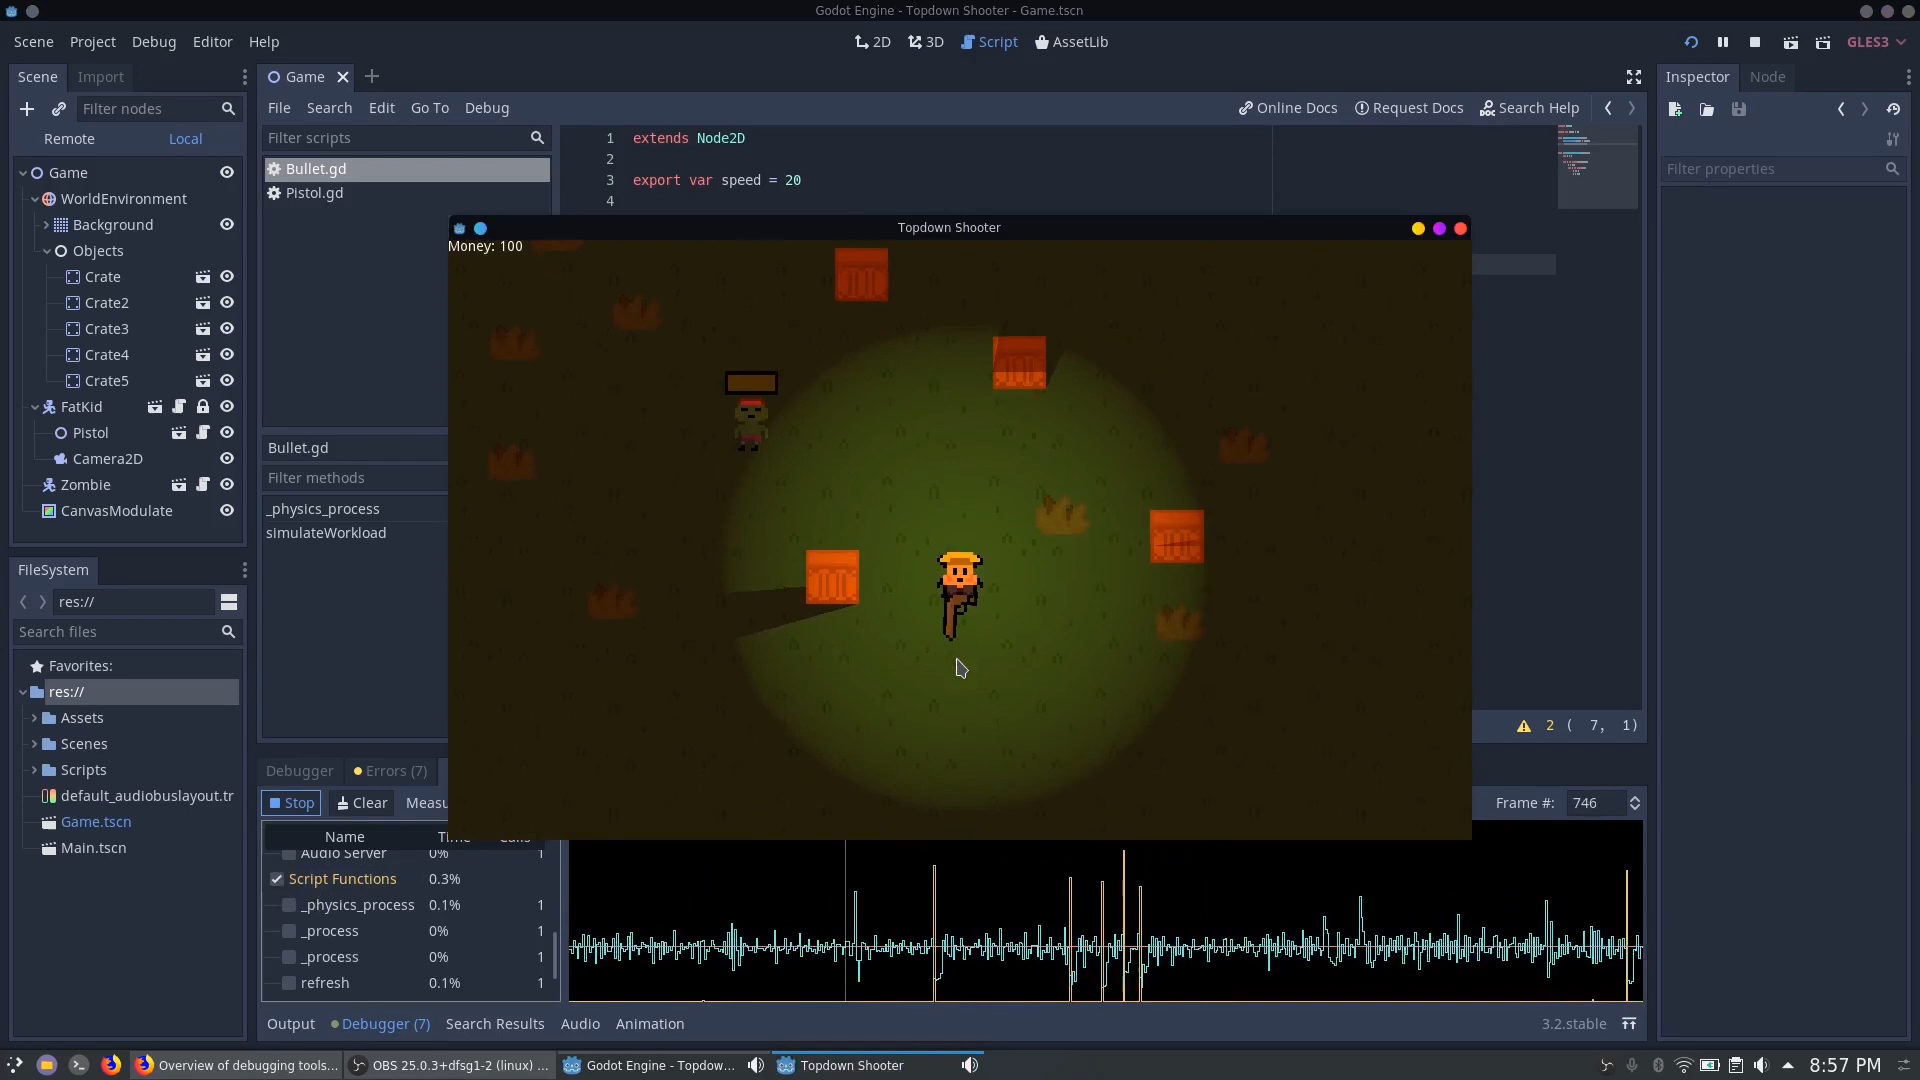 Godot Engine - Topdown Shooter - Game.tscn
Scene Project Debug Editor Help
2D 3D Script AssetLib
GLES3
Scene Import
Game
Inspector Node
Filter nodes
File Search Edit Go To Debug
Online Docs Request Docs Search Help
Remote Local
Filter scripts
1 extends Node2D
2
3 export var speed = 20
4
Filter properties
Bullet.gd
Pistol.gd
Game
WorldEnvironment
Background
Objects
Crate
Crate2
Crate3
Crate4
Crate5
FatKid
Pistol
Camera2D
Zombie
CanvasModulate
Topdown Shooter
Money: 100
Bullet.gd
Filter methods
_physics_process
simulateWorkload
2 ( 7, 1)
FileSystem
res://
Search files
Favorites:
res://
Assets
Scenes
Scripts
default_audiobuslayout.tr
Game.tscn
Main.tscn
Debugger Errors (7)
Stop Clear Measu
Frame #: 746
Name
Audio Server 0% 1
Script Functions 0.3%
_physics_process 0.1% 1
_process 0% 1
_process 0% 1
refresh 0.1% 1
Output Debugger (7) Search Results Audio Animation
3.2.stable
Overview of debugging tools...
OBS 25.0.3+dfsg1-2 (linux) ...
Godot Engine - Topdow...
Topdown Shooter
8:57 PM